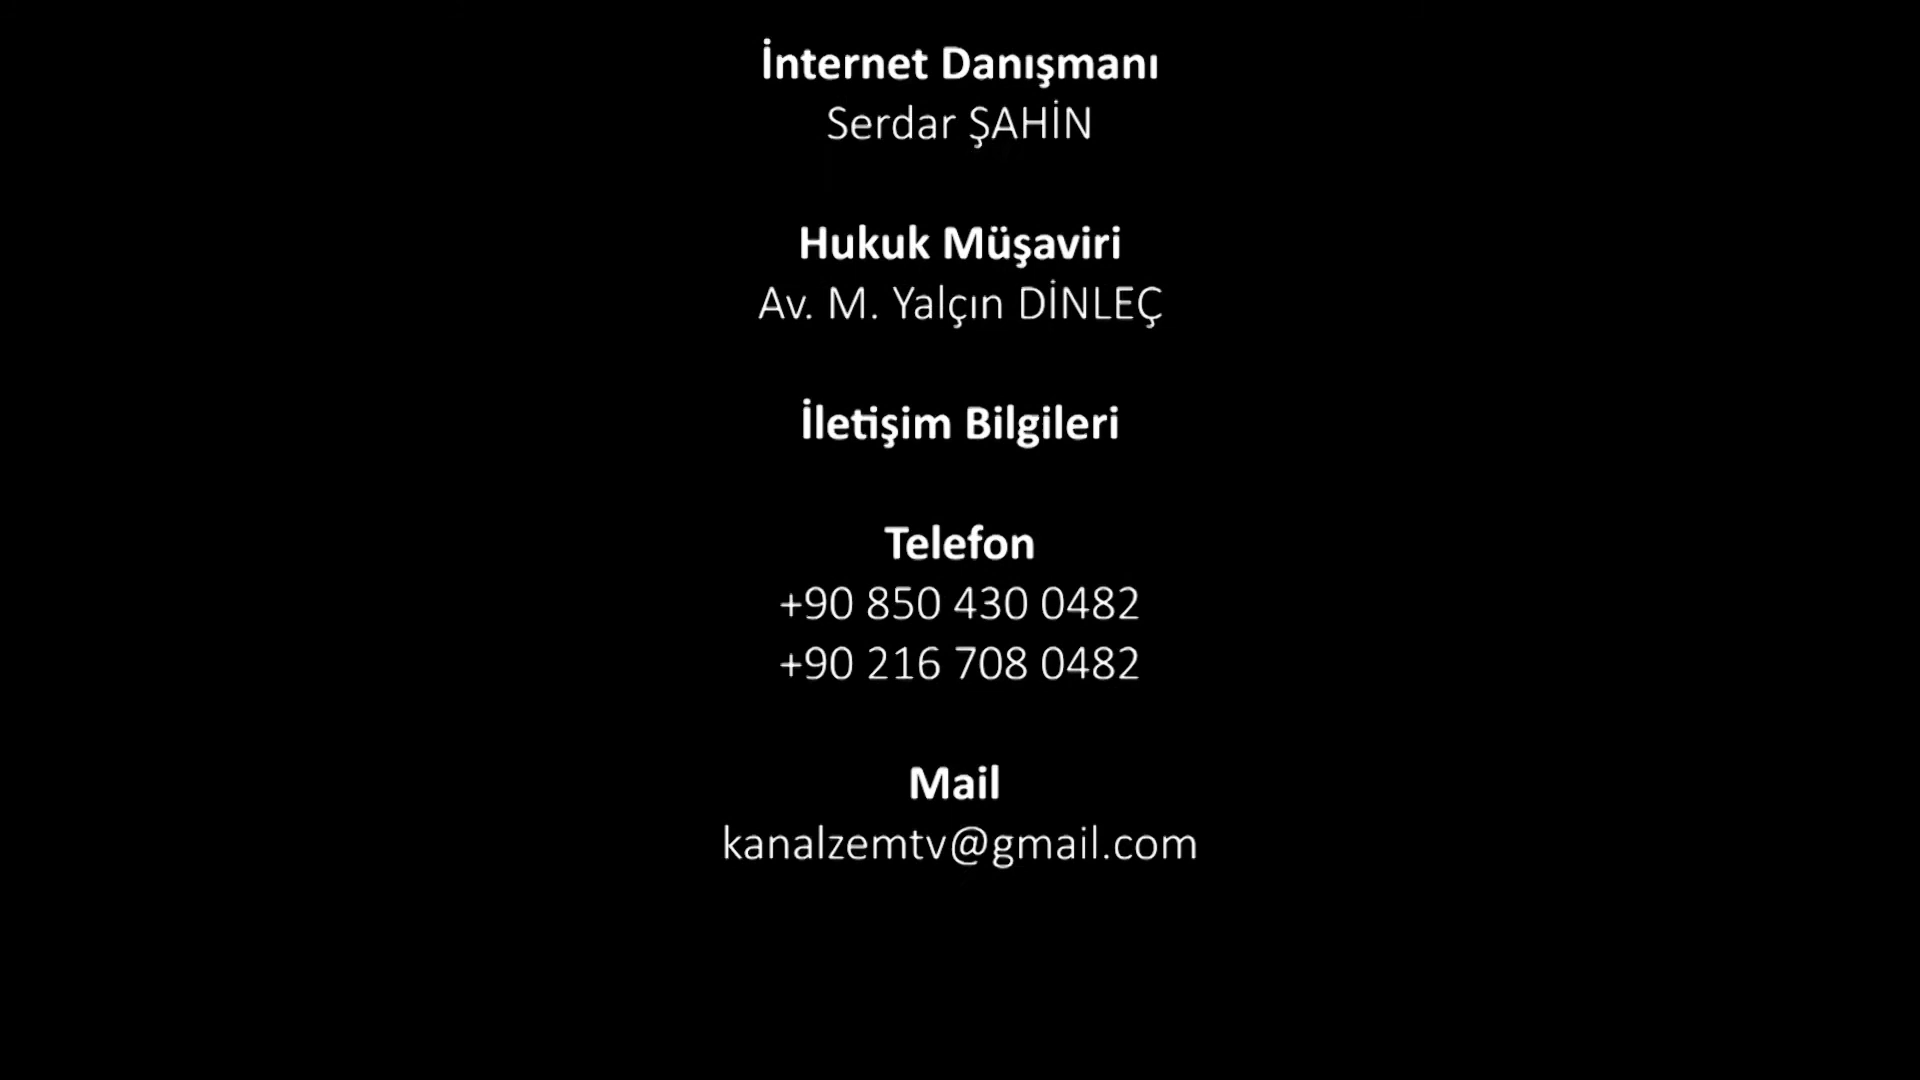 İnternet Danışmanı
Serdar ŞAHİN
Hukuk Müşaviri
Av. M. Yalçın DİNLEÇ
İletişim Bilgileri
Telefon
+90 850 430 0482
+90 216 708 0482
Mail
kanalzemtv@gmail.com